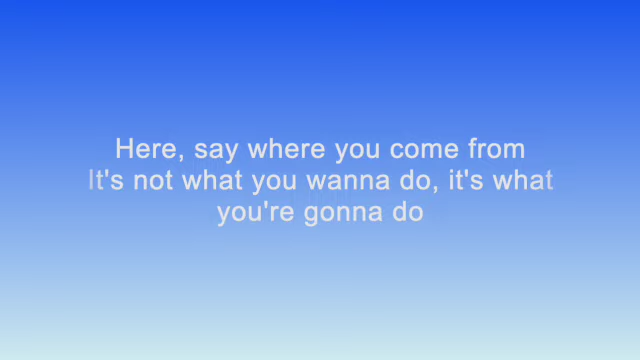 Here, say where you come from
It's not what you wanna do, it's what
you're gonna do